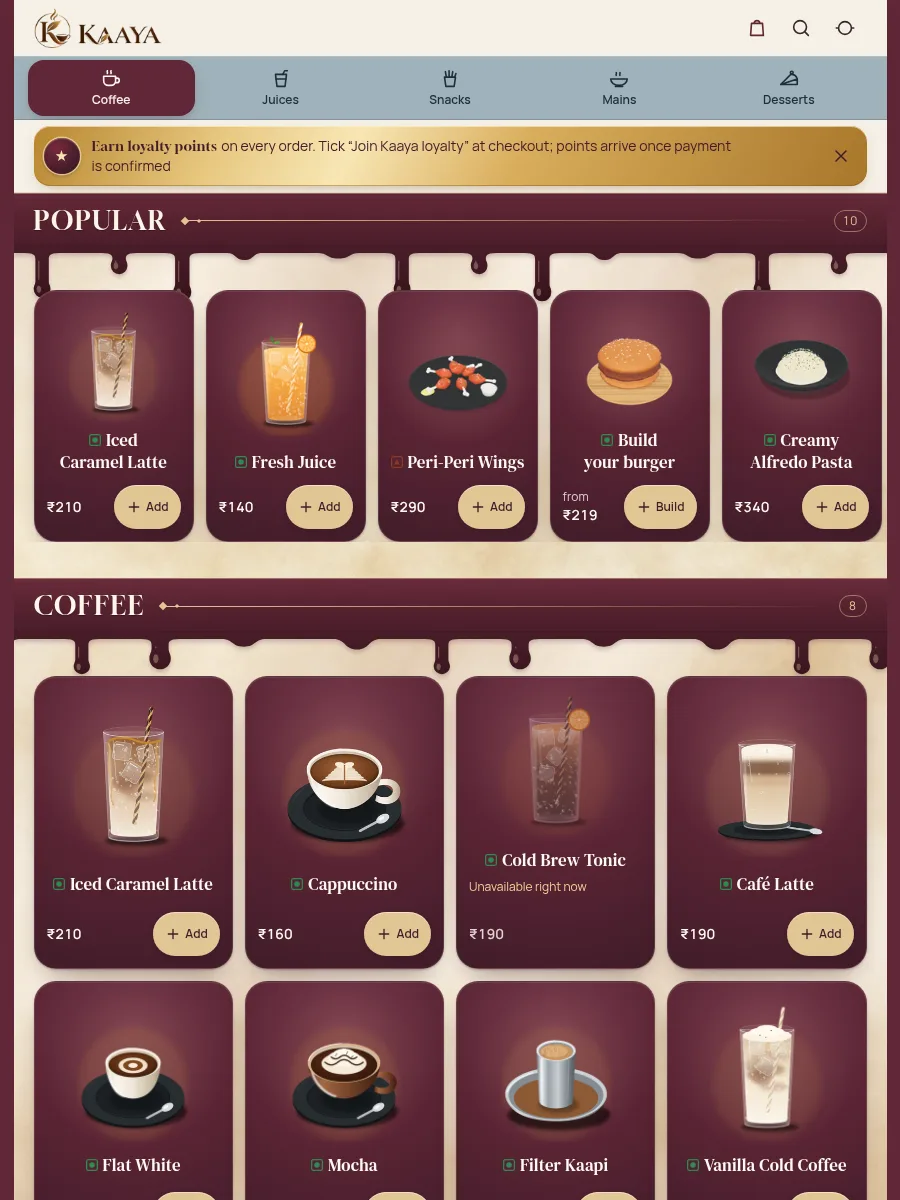 KAAYA
Coffee
Juices
Snacks
Mains
Desserts
Earn loyalty points on every order. Tick “Join Kaaya loyalty” at checkout; points arrive once payment
is confirmed
POPULAR
10
Iced
Caramel Latte
₹210
Add
Fresh Juice
₹140
Add
Peri-Peri Wings
₹290
Add
Build
your burger
from
₹219
Build
Creamy
Alfredo Pasta
₹340
Add
COFFEE
8
Iced Caramel Latte
₹210
Add
Cappuccino
₹160
Add
Cold Brew Tonic
Unavailable right now
₹190
Café Latte
₹190
Add
Flat White
Mocha
Filter Kaapi
Vanilla Cold Coffee